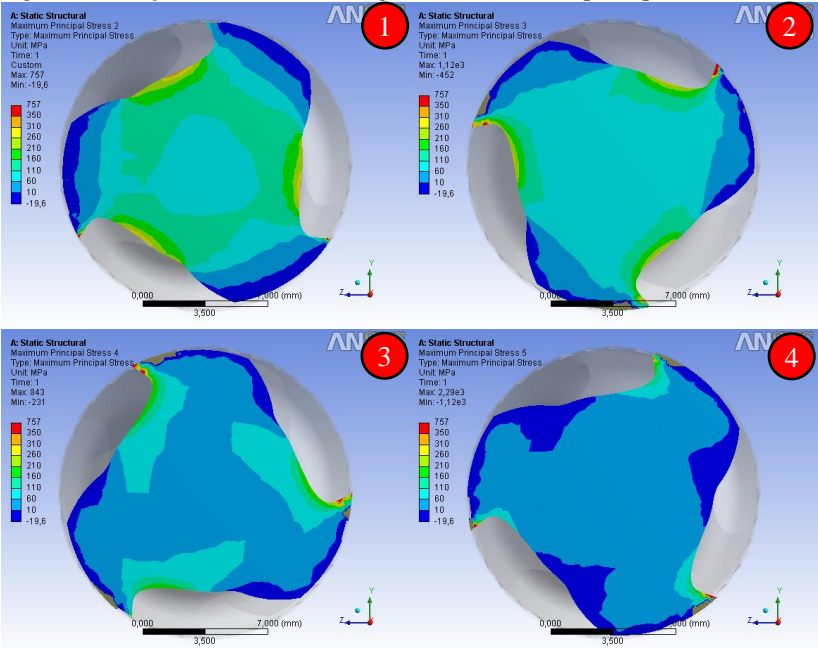 A: Static Structural
Maximum Principal Stress 2
Type: Maximum Principal Stress
Unit: MPa
Time: 1
Custom
Max: 757
Min: -19,6
757
350
310
260
210
160
110
60
10
-19,6
1
0,000
7,000 (mm)
3,500
Y
Z
A: Static Structural
Maximum Principal Stress 3
Type: Maximum Principal Stress
Unit: MPa
Time: 1
Max: 1,12e3
Min: -452
757
350
310
260
210
160
110
60
10
-19,6
2
0,000
7,000 (mm)
3,500
Y
Z
A: Static Structural
Maximum Principal Stress 4
Type: Maximum Principal Stress
Unit: MPa
Time: 1
Max: 843
Min: -231
757
350
310
260
210
160
110
60
10
-19,6
3
0,000
7,000 (mm)
3,500
Y
Z
A: Static Structural
Maximum Principal Stress 5
Type: Maximum Principal Stress
Unit: MPa
Time: 1
Max: 2,29e3
Min: -1,12e3
757
350
310
260
210
160
110
60
10
-19,6
4
0,000
7,000 (mm)
3,500
Y
Z